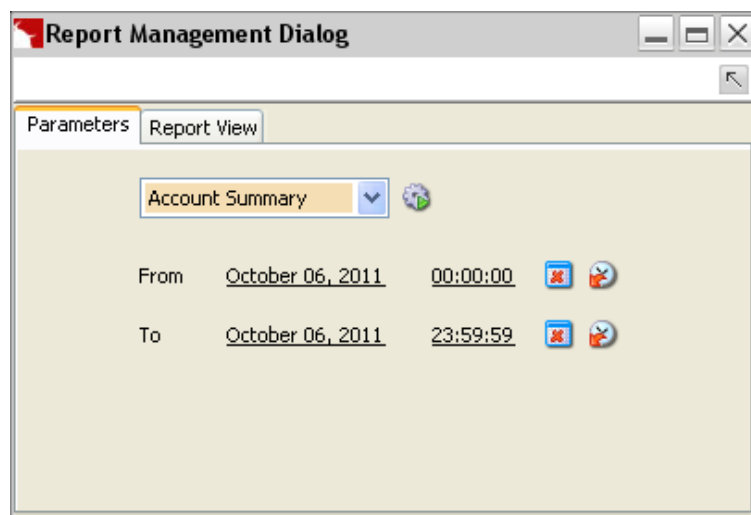 Report Management Dialog
Parameters Report View
Account Summary
From October 06, 2011 00:00:00
To October 06, 2011 23:59:59